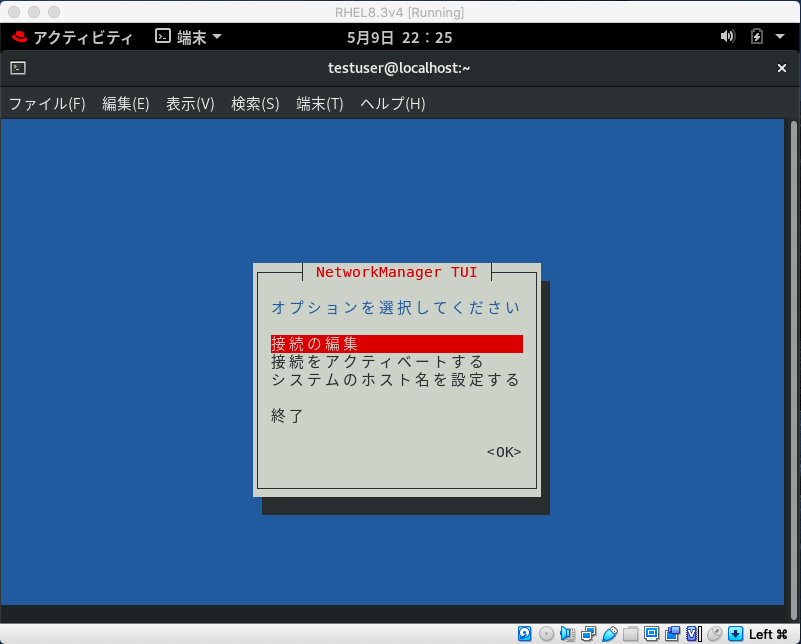 RHEL8.3v4 [Running]
アクティビティ 端末 5月9日 22：25
testuser@localhost:~
ファイル(F) 編集(E) 表示(V) 検索(S) 端末(T) ヘルプ(H)
NetworkManager TUI
オプションを選択してください
接続の編集
接続をアクティベートする
システムのホスト名を設定する
終了
<OK>
Left ⌘